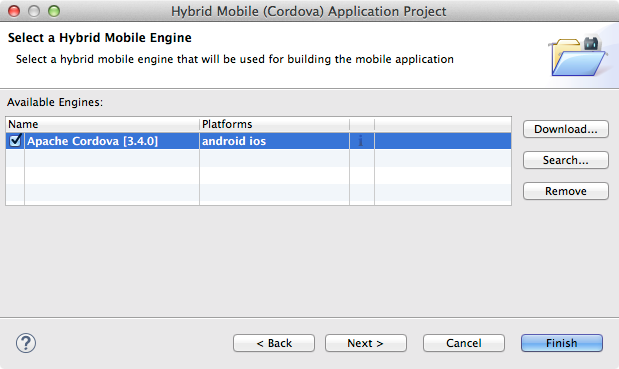 Hybrid Mobile (Cordova) Application Project
Select a Hybrid Mobile Engine
Select a hybrid mobile engine that will be used for building the mobile application
Available Engines:
Name Platforms
Apache Cordova [3.4.0] android ios i
Download...
Search...
Remove
? < Back Next > Cancel Finish